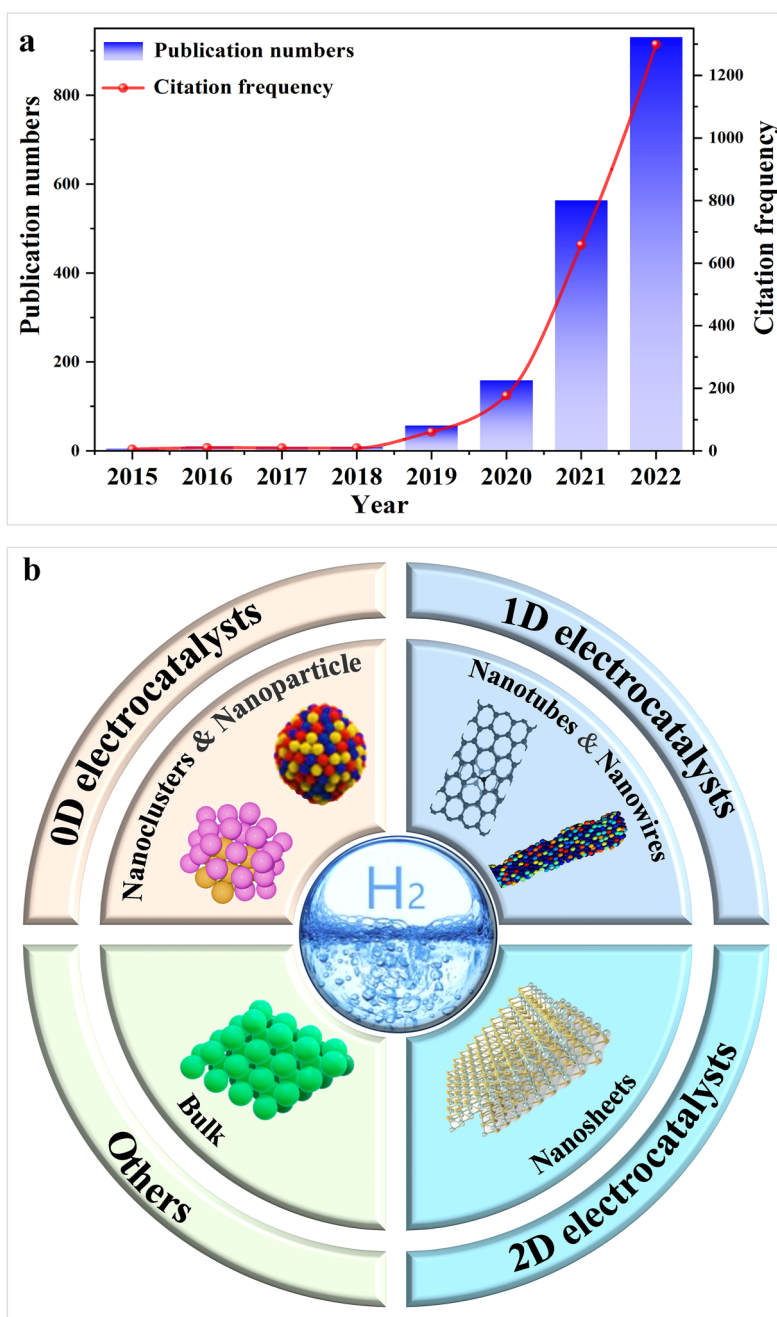 a
Publication numbers
Citation frequency
Publication numbers
800
600
400
200
0
1200
1000
800
600
400
200
0
Citation frequency
2015 2016 2017 2018 2019 2020 2021 2022
Year
b
0D electrocatalysts
Nanoclusters & Nanoparticle
1D electrocatalysts
Nanotubes & Nanowires
H2
Others
Bulk
2D electrocatalysts
Nanosheets